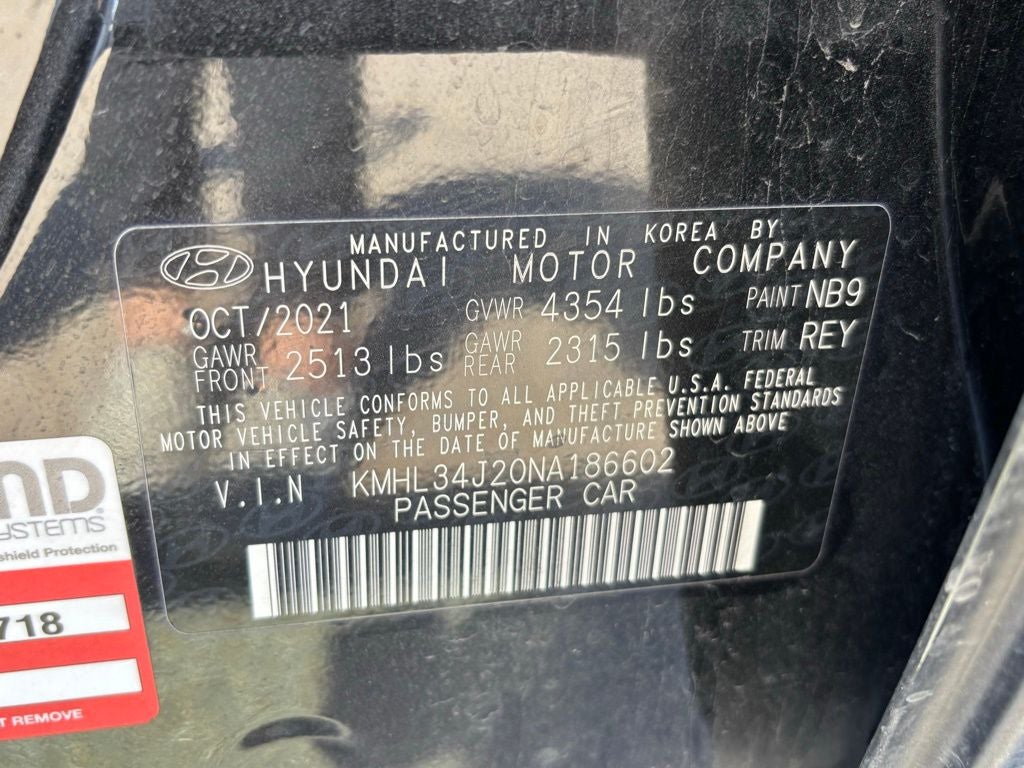 MANUFACTURED IN KOREA BY:
HYUNDAI MOTOR COMPANY
OCT/2021 GVWR 4354 lbs PAINT NB9
GAWR FRONT 2513 lbs GAWR REAR 2315 lbs TRIM REY
THIS VEHICLE CONFORMS TO ALL APPLICABLE U.S.A. FEDERAL
MOTOR VEHICLE SAFETY, BUMPER, AND THEFT PREVENTION STANDARDS
IN EFFECT ON THE DATE OF MANUFACTURE SHOWN ABOVE
V.I.N KMHL34J20NA186602
PASSENGER CAR
ND
SYSTEMS®
shield Protection
718
T REMOVE